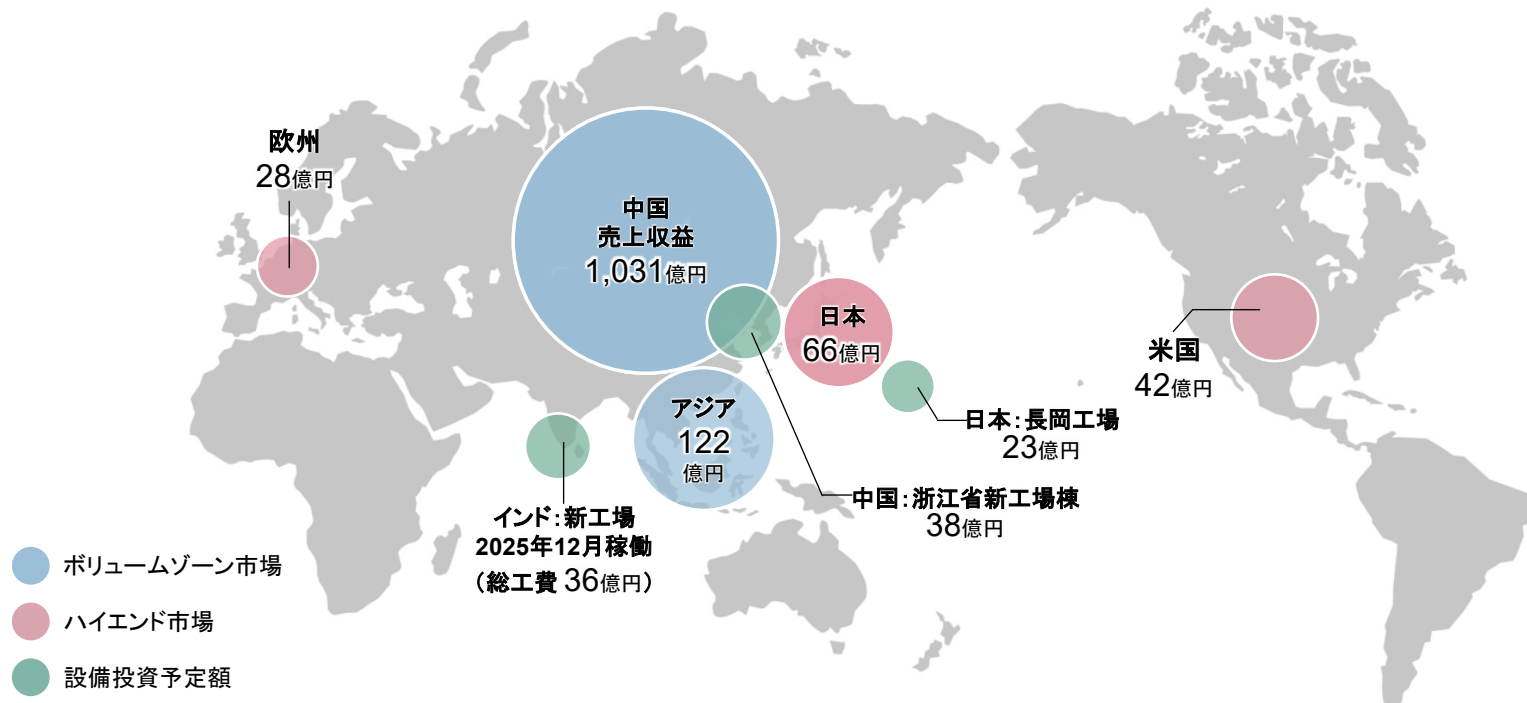 欧州
28億円
中国
売上収益
1,031億円
日本
66億円
米国
42億円
アジア
122
億円
日本：長岡工場
23億円
中国：浙江省新工場棟
38億円
インド：新工場
2025年12月稼働
（総工費 36億円）
ボリュームゾーン市場
ハイエンド市場
設備投資予定額